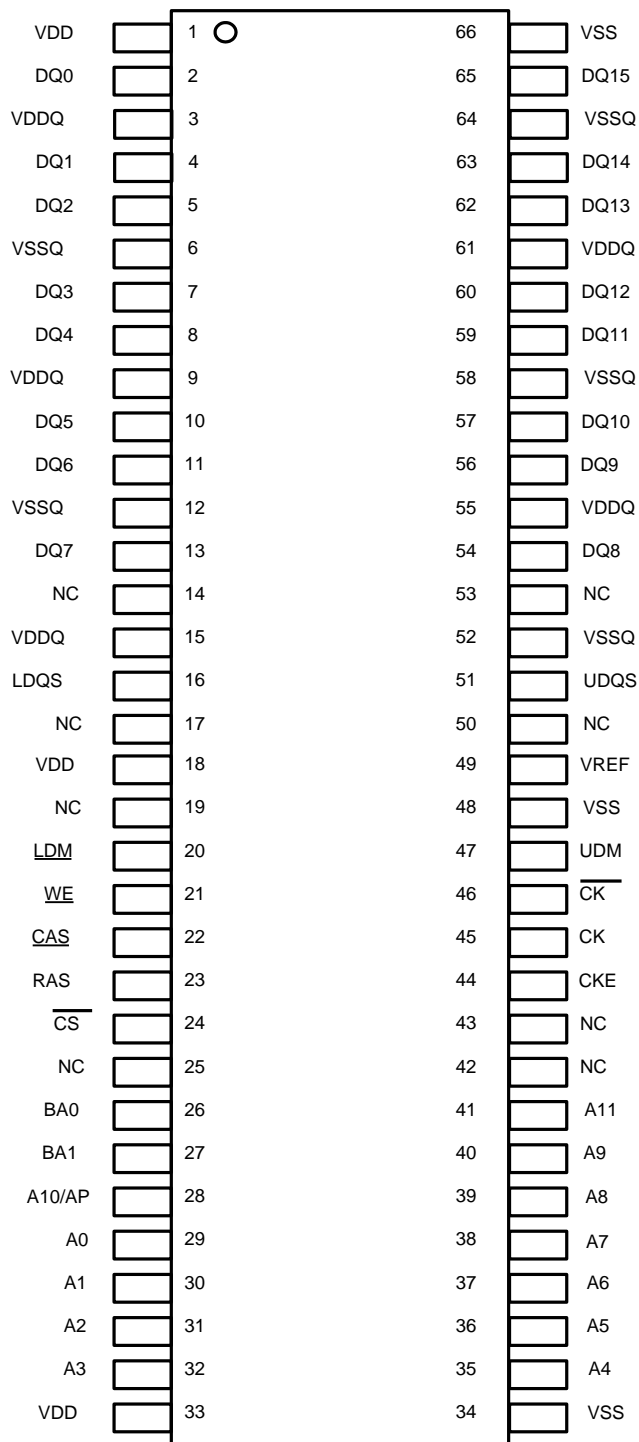 VDD 1 66 VSS
DQ0 2 65 DQ15
VDDQ 3 64 VSSQ
DQ1 4 63 DQ14
DQ2 5 62 DQ13
VSSQ 6 61 VDDQ
DQ3 7 60 DQ12
DQ4 8 59 DQ11
VDDQ 9 58 VSSQ
DQ5 10 57 DQ10
DQ6 11 56 DQ9
VSSQ 12 55 VDDQ
DQ7 13 54 DQ8
NC 14 53 NC
VDDQ 15 52 VSSQ
LDQS 16 51 UDQS
NC 17 50 NC
VDD 18 49 VREF
NC 19 48 VSS
LDM 20 47 UDM
WE 21 46 CK
CAS 22 45 CK
RAS 23 44 CKE
CS 24 43 NC
NC 25 42 NC
BA0 26 41 A11
BA1 27 40 A9
A10/AP 28 39 A8
A0 29 38 A7
A1 30 37 A6
A2 31 36 A5
A3 32 35 A4
VDD 33 34 VSS